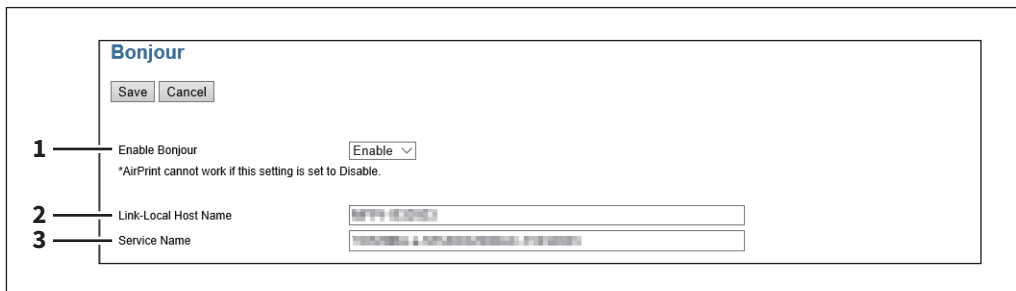 Bonjour
Save Cancel
1 Enable Bonjour Enable
*AirPrint cannot work if this setting is set to Disable.
2 Link-Local Host Name
3 Service Name